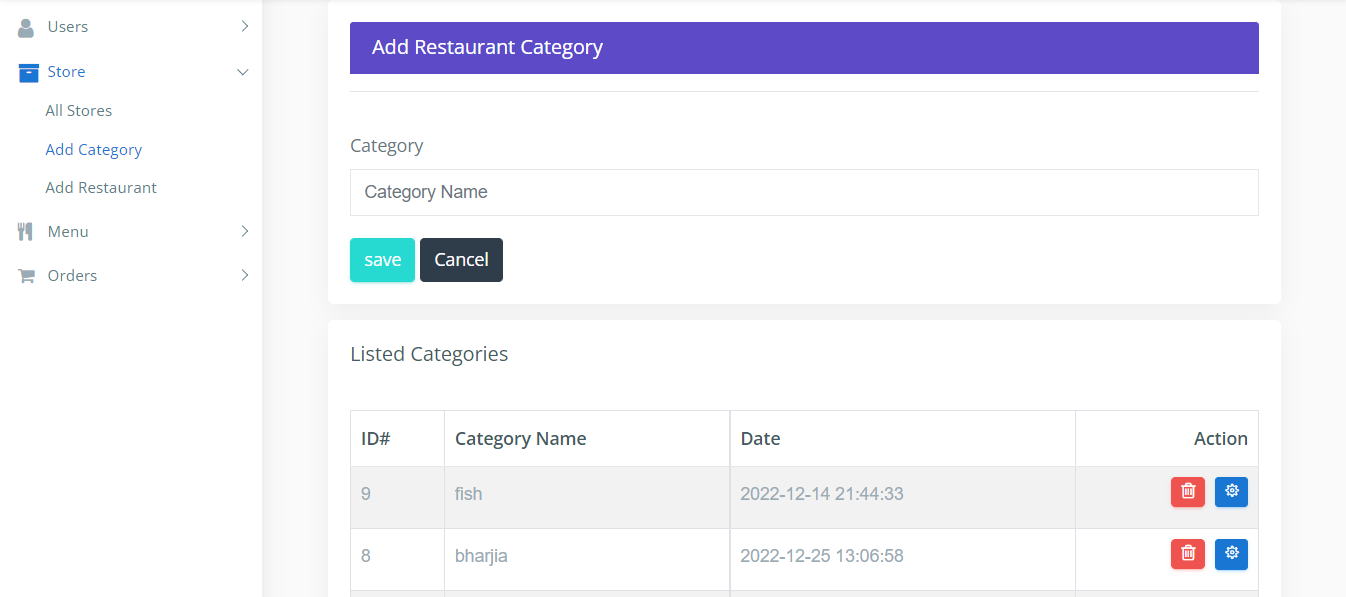 Users
Store
All Stores
Add Category
Add Restaurant
Menu
Orders
Add Restaurant Category
Category
Category Name
save Cancel
Listed Categories
ID# Category Name Date Action
9 fish 2022-12-14 21:44:33
8 bharjia 2022-12-25 13:06:58